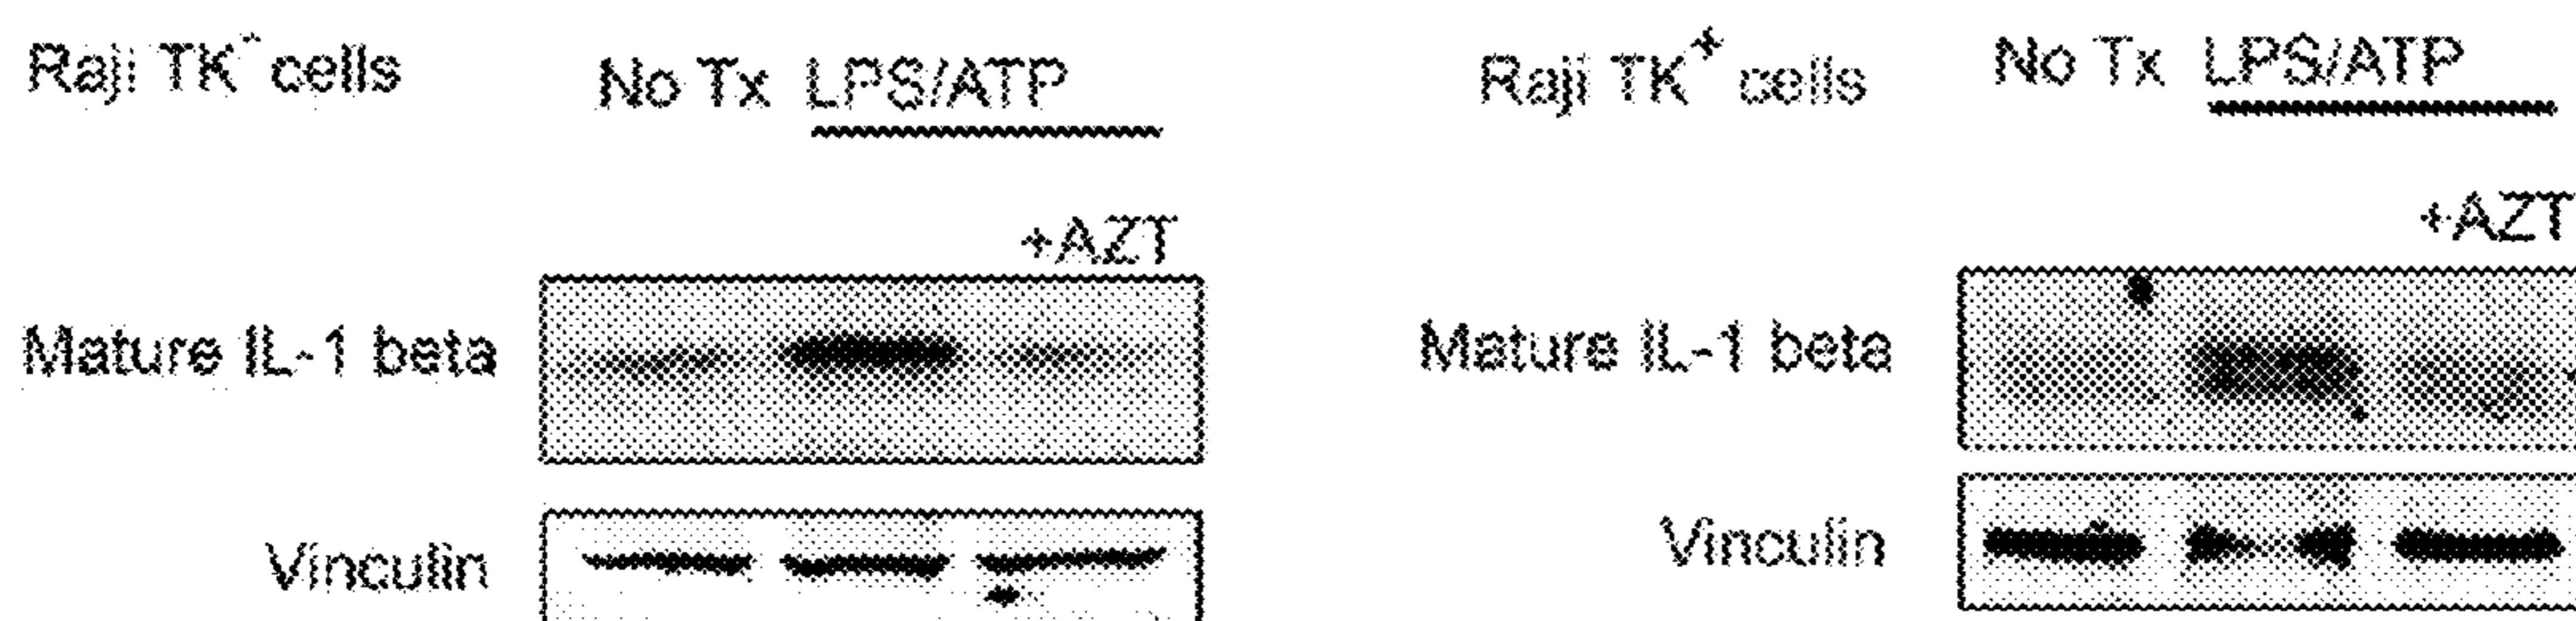 Raji TK⁻ cells
No Tx LPS/ATP
+AZT
Mature IL-1 beta
Vinculin
Raji TK⁺ cells
No Tx LPS/ATP
+AZT
Mature IL-1 beta
Vinculin